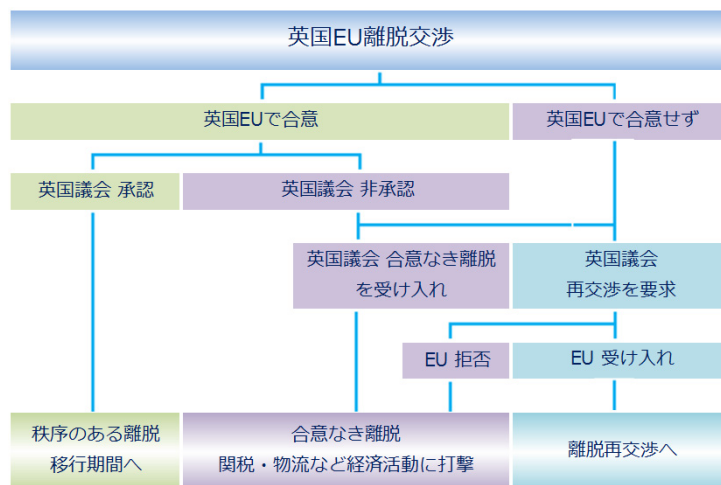 英国EU離脱交渉
英国EUで合意
英国EUで合意せず
英国議会 承認
英国議会 非承認
英国議会 合意なき離脱
を受け入れ
英国議会
再交渉を要求
EU 拒否
EU 受け入れ
秩序のある離脱
移行期間へ
合意なき離脱
関税・物流など経済活動に打撃
離脱再交渉へ